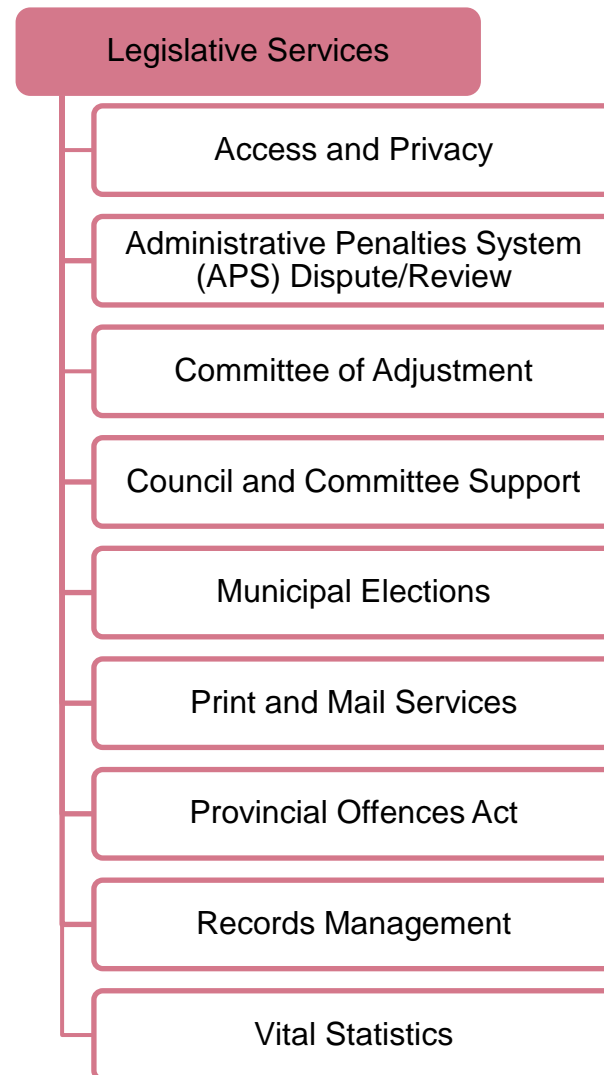 Legislative Services
Access and Privacy
Administrative Penalties System
(APS) Dispute/Review
Committee of Adjustment
Council and Committee Support
Municipal Elections
Print and Mail Services
Provincial Offences Act
Records Management
Vital Statistics